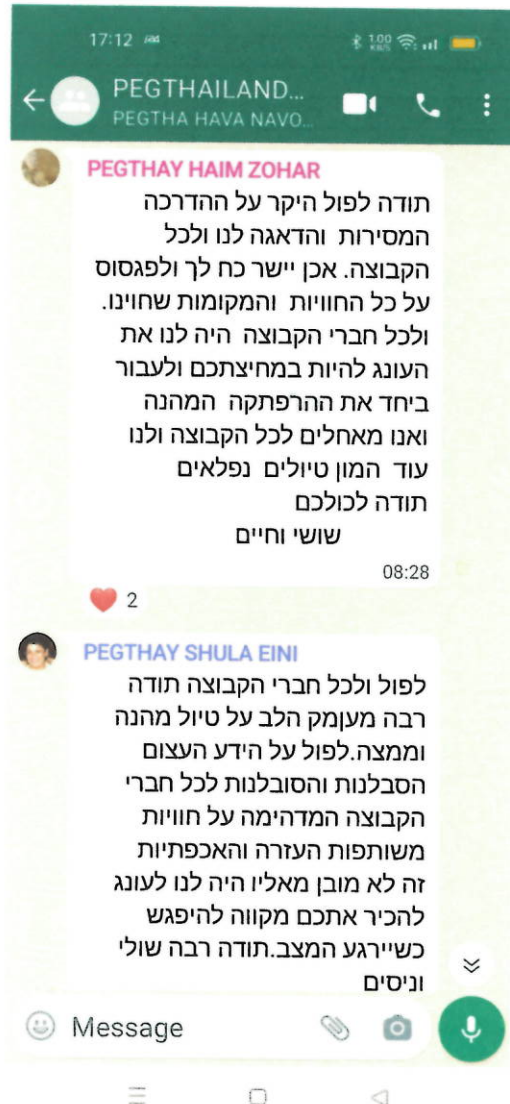 17:12
1.00
KB/S
PEGTHAILAND...
PEGTHA HAVA NAVO...
PEGTHAY HAIM ZOHAR
תודה לפול היקר על ההדרכה
המסירות והדאגה לנו ולכל
הקבוצה. אכן יישר כח לך ולפגסוס
על כל החוויות והמקומות שחוינו.
ולכל חברי הקבוצה היה לנו את
העונג להיות במחיצתכם ולעבור
ביחד את ההרפתקה המהנה
ואנו מאחלים לכל הקבוצה ולנו
עוד המון טיולים נפלאים
תודה לכולכם
שושי וחיים
08:28
2
PEGTHAY SHULA EINI
לפול ולכל חברי הקבוצה תודה
רבה מעןמק הלב על טיול מהנה
וממצה.לפול על הידע העצום
הסבלנות והסובלנות לכל חברי
הקבוצה המדהימה על חוויות
משותפות העזרה והאכפתיות
זה לא מובן מאליו היה לנו לעונג
להכיר אתכם מקווה להיפגש
כשיירגע המצב.תודה רבה שולי
וניסים
Message